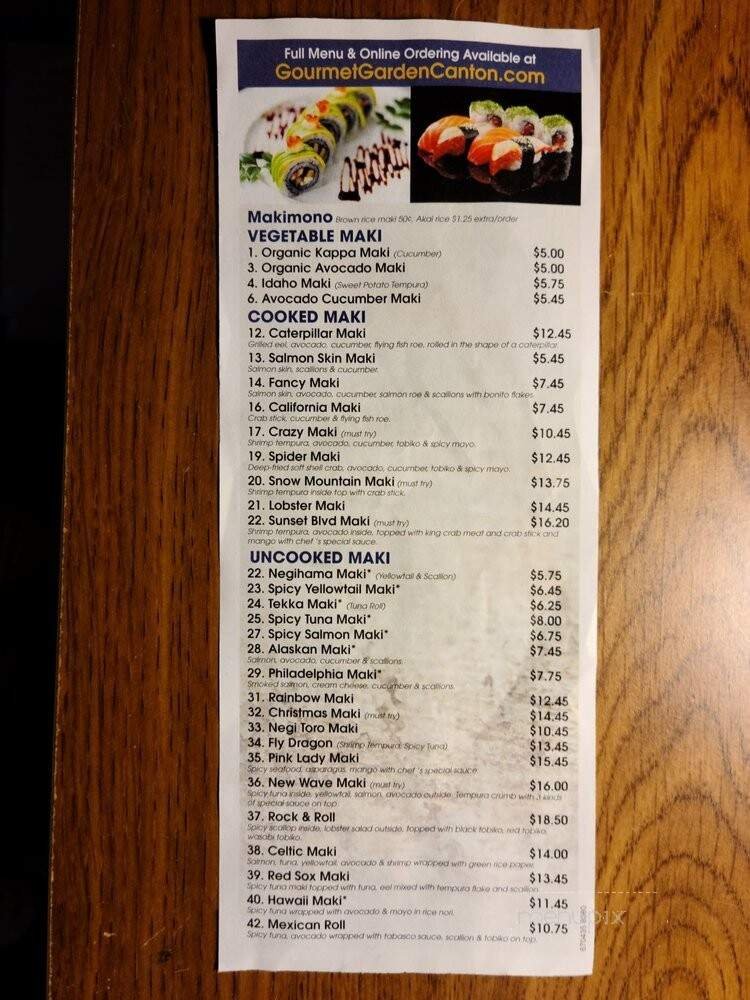 Full Menu & Online Ordering Available at
GourmetGardenCanton.com
Makimono Brown rice maki 50¢, Akai rice $1.25 extra/order
VEGETABLE MAKI
1. Organic Kappa Maki (Cucumber) $5.00
3. Organic Avocado Maki $5.00
4. Idaho Maki (Sweet Potato Tempura) $5.75
6. Avocado Cucumber Maki $5.45
COOKED MAKI
12. Caterpillar Maki $12.45
Grilled eel, avocado, cucumber, flying fish roe, rolled in the shape of a caterpillar.
13. Salmon Skin Maki $5.45
Salmon skin, scallions & cucumber.
14. Fancy Maki $7.45
Salmon skin, avocado, cucumber, salmon roe & scallions with bonito flakes.
16. California Maki $7.45
Crab stick, cucumber & flying fish roe.
17. Crazy Maki (must try) $10.45
Shrimp tempura, avocado, cucumber, tobiko & spicy mayo.
19. Spider Maki $12.45
Deep-fried soft shell crab, avocado, cucumber, tobiko & spicy mayo.
20. Snow Mountain Maki (must try) $13.75
Shrimp tempura inside top with crab stick.
21. Lobster Maki $14.45
22. Sunset Blvd Maki (must try) $16.20
Shrimp tempura, avocado inside, topped with king crab meat and crab stick and
mango with chef 's special sauce.
UNCOOKED MAKI
22. Negihama Maki* (Yellowtail & Scallion) $5.75
23. Spicy Yellowtail Maki* $6.45
24. Tekka Maki* (Tuna Roll) $6.25
25. Spicy Tuna Maki* $8.00
27. Spicy Salmon Maki* $6.75
28. Alaskan Maki* $7.45
Salmon, avocado, cucumber & scallions.
29. Philadelphia Maki* $7.75
Smoked salmon, cream cheese, cucumber & scallions.
31. Rainbow Maki $12.45
32. Christmas Maki (must try) $14.45
33. Negi Toro Maki $10.45
34. Fly Dragon (Shrimp Tempura, Spicy Tuna) $13.45
35. Pink Lady Maki $15.45
Spicy seafood, asparagus, mango with chef 's special sauce.
36. New Wave Maki (must try) $16.00
Spicy tuna inside, yellowtail, salmon, avocado outside. Tempura crumb with 3 kinds
of special sauce on top.
37. Rock & Roll $18.50
Spicy scallop inside, lobster salad outside, topped with black tobiko, red tobiko,
wasabi tobiko.
38. Celtic Maki $14.00
Salmon, tuna, yellowtail, avocado & shrimp wrapped with green rice paper.
39. Red Sox Maki $13.45
Spicy tuna maki topped with tuna, eel mixed with tempura flake and scallion.
40. Hawaii Maki* $11.45
Spicy tuna wrapped with avocado & mayo in rice nori.
42. Mexican Roll $10.75
Spicy tuna, avocado wrapped with tabasco sauce, scallion & tobiko on top.
menupix